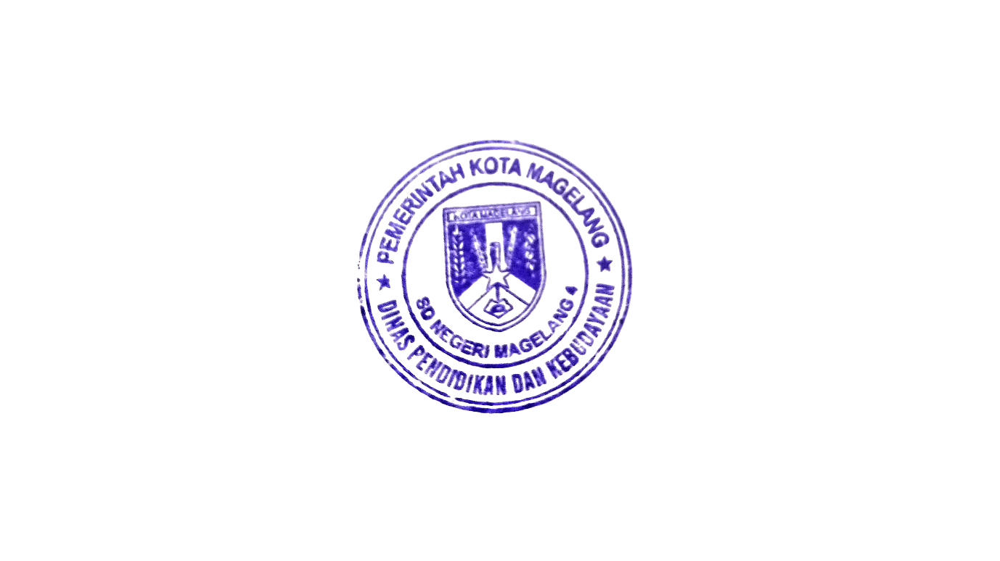 PEMERINTAH KOTA MAGELANG
KOTA MAGELANG
SD NEGERI MAGELANG 4
DINAS PENDIDIKAN DAN KEBUDAYAAN